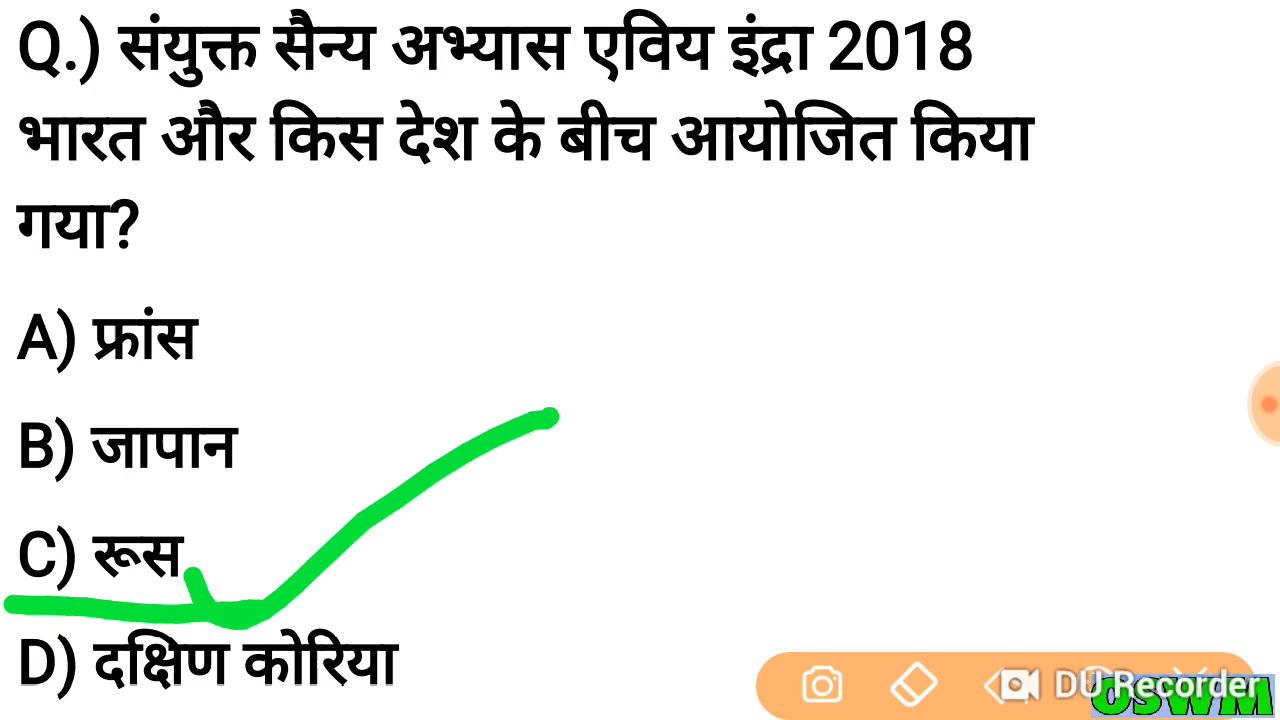 Q.) संयुक्त सैन्य अभ्यास एविय इंद्रा 2018
भारत और किस देश के बीच आयोजित किया
गया?
A) फ्रांस
B) जापान
C) रूस
D) दक्षिण कोरिया
DU Recorder
OSWM